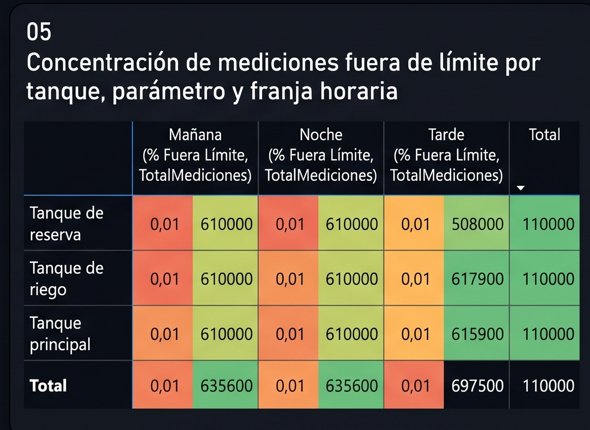 05
Concentración de mediciones fuera de límite por
tanque, parámetro y franja horaria
Mañana Noche Tarde Total
(% Fuera Límite, (% Fuera Límite, (% Fuera Límite,
TotalMediciones) TotalMediciones) TotalMediciones)
Tanque de
reserva 0,01 610000 0,01 610000 0,01 508000 110000
Tanque de
riego 0,01 610000 0,01 610000 0,01 617900 110000
Tanque
principal 0,01 610000 0,01 610000 0,01 615900 110000
Total 0,01 635600 0,01 635600 0,01 697500 110000